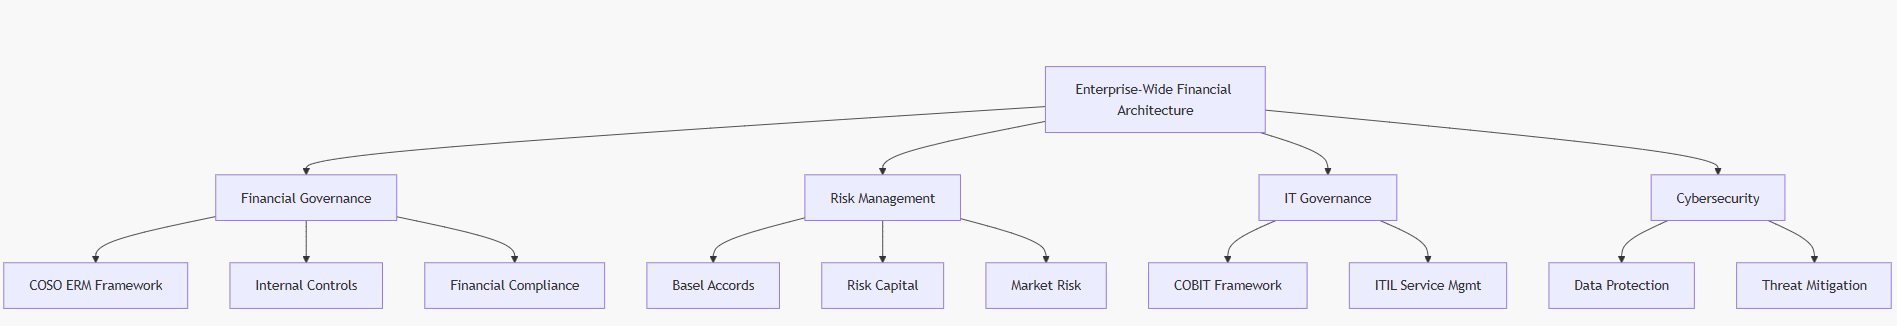 Enterprise-Wide Financial
Architecture
Financial Governance
Risk Management
IT Governance
Cybersecurity
COSO ERM Framework
Internal Controls
Financial Compliance
Basel Accords
Risk Capital
Market Risk
COBIT Framework
ITIL Service Mgmt
Data Protection
Threat Mitigation